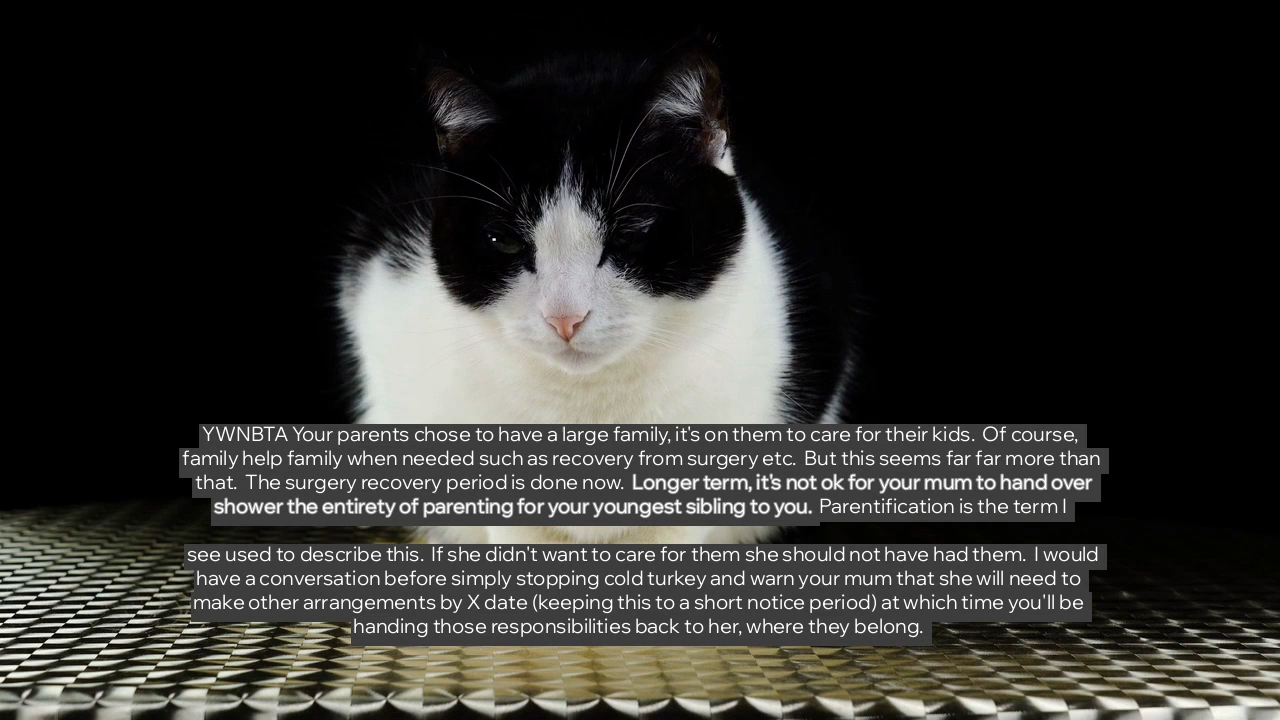 YWNBTA Your parents chose to have a large family, it's on them to care for their kids.  Of course,
family help family when needed such as recovery from surgery etc.  But this seems far far more than
that.  The surgery recovery period is done now.  Longer term, it's not ok for your mum to hand over
shower the entirety of parenting for your youngest sibling to you.  Parentification is the term I
see used to describe this.  If she didn't want to care for them she should not have had them.  I would
have a conversation before simply stopping cold turkey and warn your mum that she will need to
make other arrangements by X date (keeping this to a short notice period) at which time you'll be
handing those responsibilities back to her, where they belong.